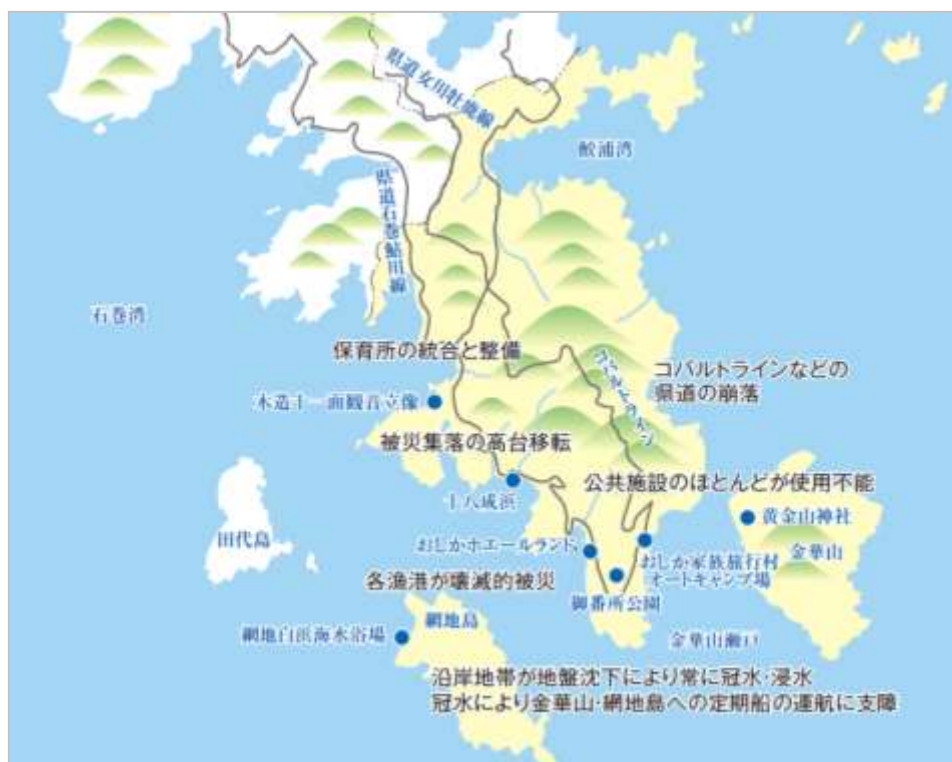 県道女川牡鹿線
鮫浦湾
県道石巻鮎川線
石巻湾
保育所の統合と整備
コバルトラインなどの
県道の崩落
コバルトライン
木造十一面観音立像
被災集落の高台移転
公共施設のほとんどが使用不能
十八成浜
黄金山神社
田代島
おしかホエールランド
おしか家族旅行村
オートキャンプ場
金華山
各漁港が壊滅的被災
御番所公園
網地島
網地白浜海水浴場
金華山瀬戸
沿岸地帯が地盤沈下により常に冠水・浸水
冠水により金華山・網地島への定期船の運航に支障